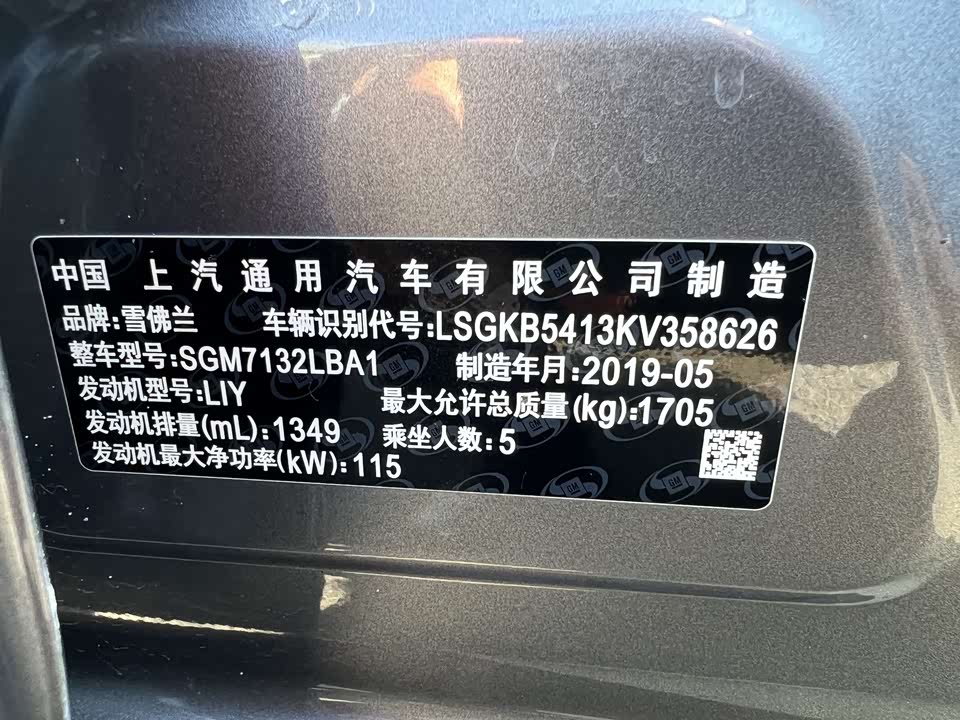 中国 上汽通用汽车有限公司制造
品牌:雪佛兰 车辆识别代号:LSGKB5413KV358626
整车型号:SGM7132LBA1 制造年月:2019-05
发动机型号:LIY 最大允许总质量(kg):1705
发动机排量(mL):1349 乘坐人数:5
发动机最大净功率(kW):115